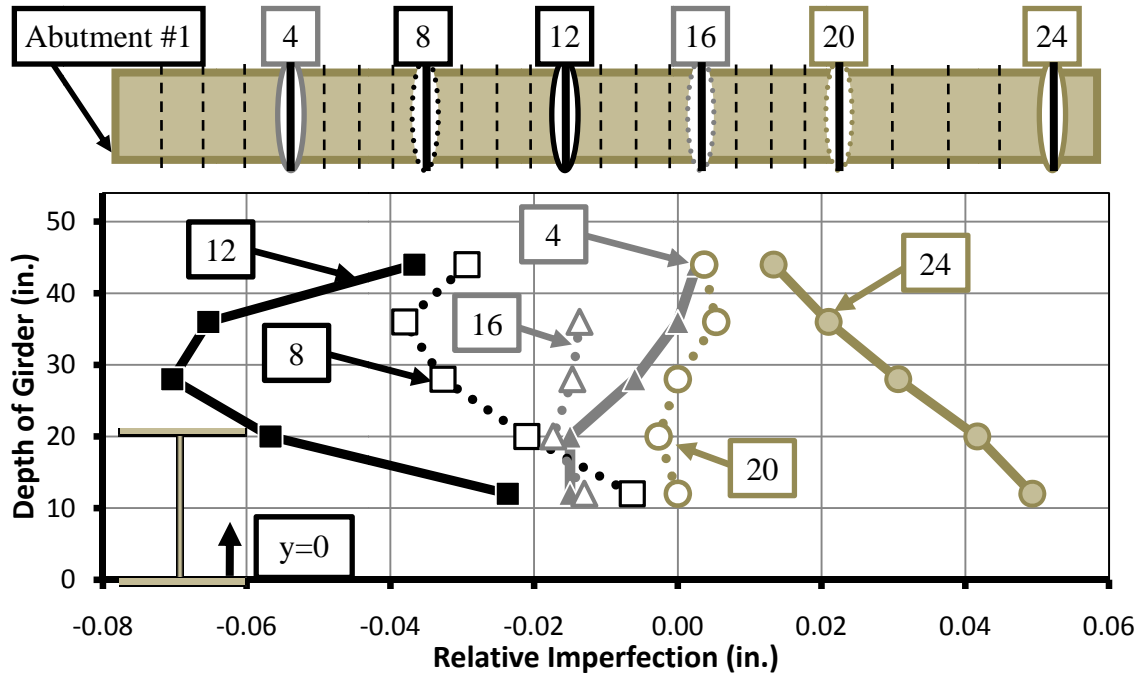 Abutment #1 4 8 12 16 20 24
50
40
30
20
10
0
Depth of Girder (in.)
12
8
16
4
24
20
y=0
-0.08 -0.06 -0.04 -0.02 0.00 0.02 0.04 0.06
Relative Imperfection (in.)